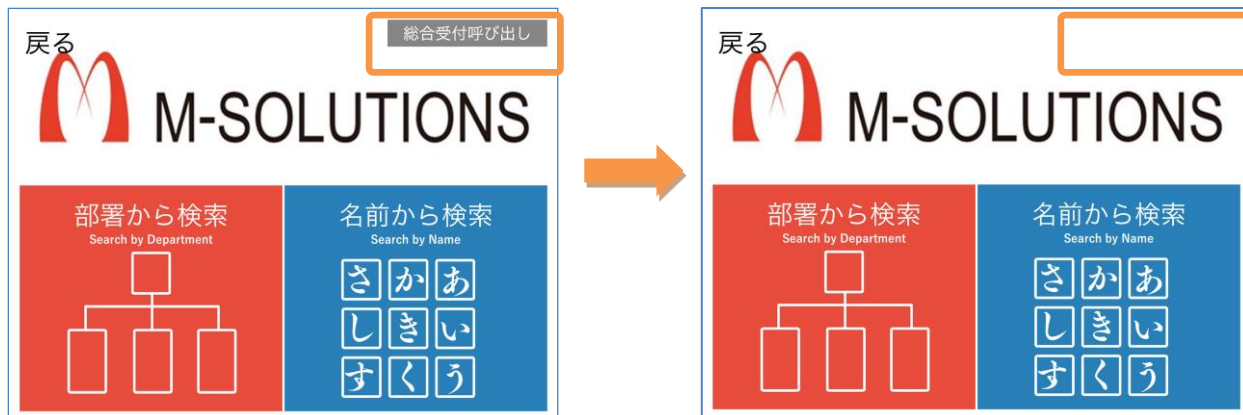 総合受付呼び出し
戻る
M-SOLUTIONS
部署から検索
Search by Department
名前から検索
Search by Name
さ か あ
し き い
す く う
戻る
M-SOLUTIONS
部署から検索
Search by Department
名前から検索
Search by Name
さ か あ
し き い
す く う